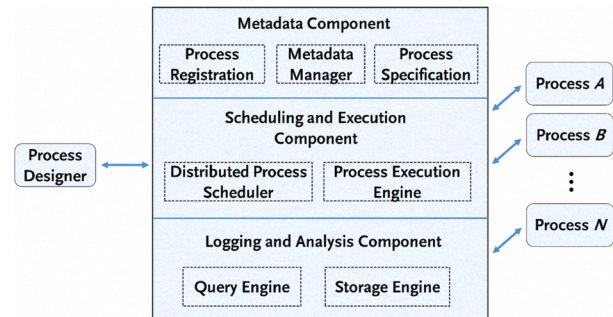 Metadata Component
Process
Registration
Metadata
Manager
Process
Specification
Scheduling and Execution
Component
Distributed Process
Scheduler
Process Execution
Engine
Logging and Analysis Component
Query Engine
Storage Engine
Process
Designer
Process A
Process B
Process N